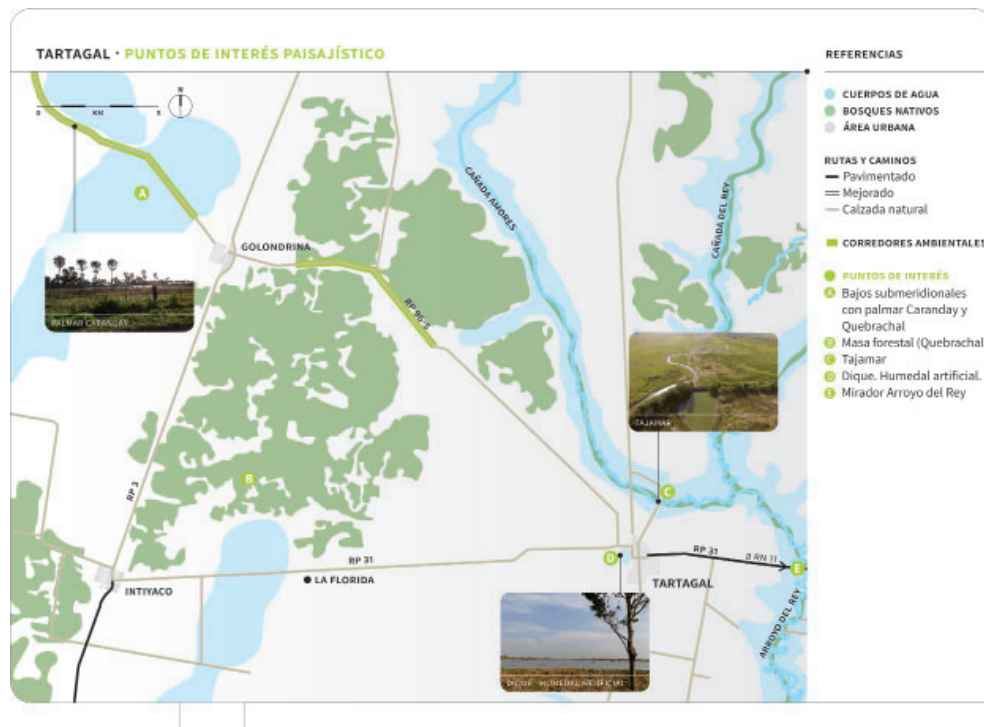 TARTAGAL · PUNTOS DE INTERÉS PAISAJÍSTICO
N
0 KM 5
A
GOLONDRINA
PALMAR CARANDAY
RP 96-S
CAÑADA AMORES
CAÑADA DEL REY
TAJAMAR
B
C
RP 3
RP 31
LA FLORIDA
INTIYACO
D
TARTAGAL
RP 31
A RN 11
E
ARROYO DEL REY
DIQUE - HUMEDAL ARTIFICIAL
REFERENCIAS
CUERPOS DE AGUA
BOSQUES NATIVOS
ÁREA URBANA
RUTAS Y CAMINOS
Pavimentado
Mejorado
Calzada natural
CORREDORES AMBIENTALES
PUNTOS DE INTERÉS
A Bajos submeridionales
con palmar Caranday y
Quebrachal
B Masa forestal (Quebrachal
C Tajamar
D Dique. Humedal artificial.
E Mirador Arroyo del Rey